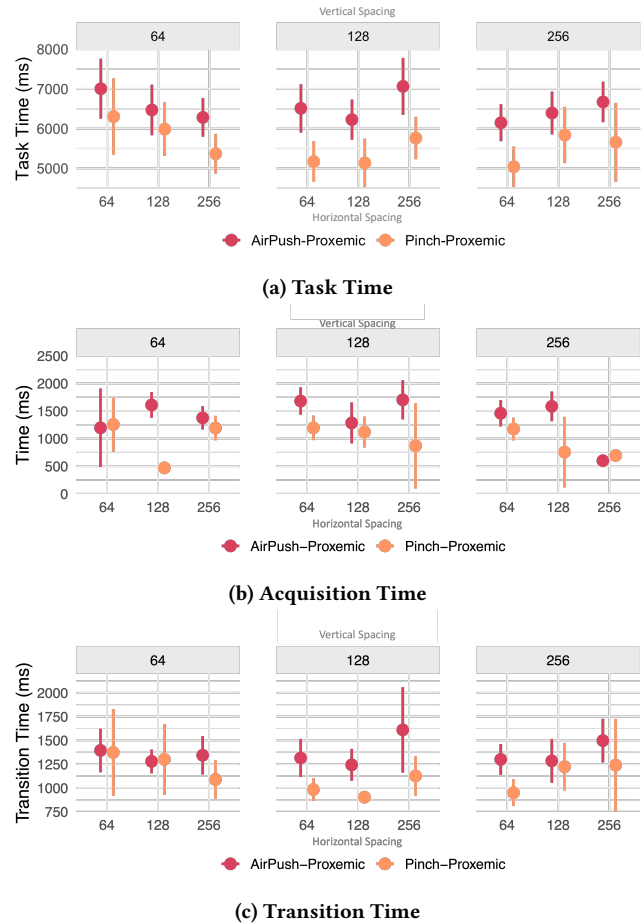 Vertical Spacing
64 128 256
Task Time (ms)
8000
7000
6000
5000
64 128 256 64 128 256 64 128 256
Horizontal Spacing
AirPush-Proxemic Pinch-Proxemic
(a) Task Time
Vertical Spacing
64 128 256
Time (ms)
2500
2000
1500
1000
500
0
64 128 256 64 128 256 64 128 256
Horizontal Spacing
AirPush–Proxemic Pinch–Proxemic
(b) Acquisition Time
Vertical Spacing
64 128 256
Transition Time (ms)
2000
1750
1500
1250
1000
750
64 128 256 64 128 256 64 128 256
Horizontal Spacing
AirPush–Proxemic Pinch–Proxemic
(c) Transition Time